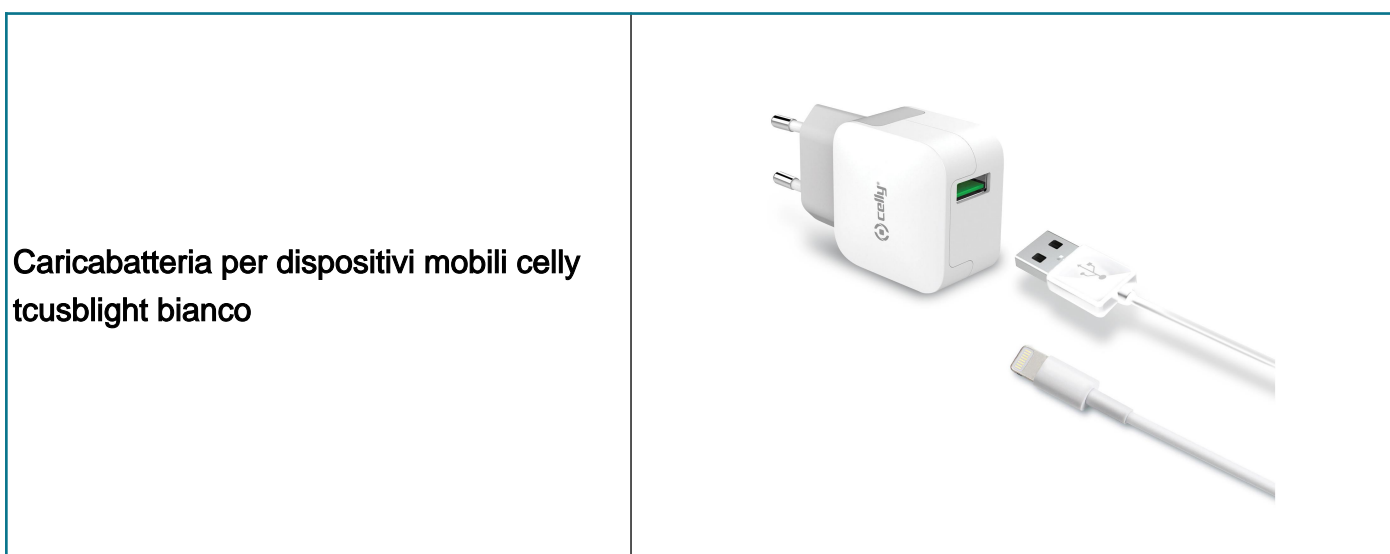 Caricabatteria per dispositivi mobili celly
tcusblight bianco
celly